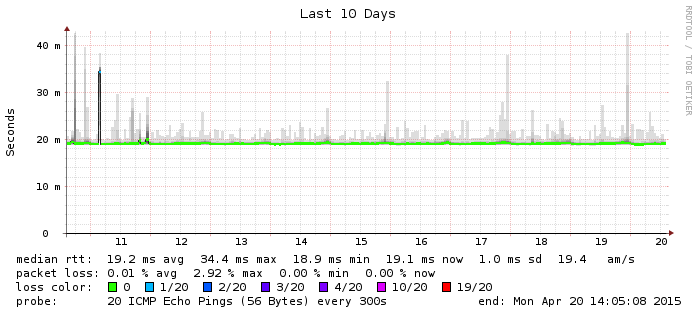 Last 10 Days
RRDTOOL / TOBI OETIKER
Seconds
40 m
30 m
20 m
10 m
0
11 12 13 14 15 16 17 18 19 20
median rtt: 19.2 ms avg 34.4 ms max 18.9 ms min 19.1 ms now 1.0 ms sd 19.4 am/s
packet loss: 0.01 % avg 2.92 % max 0.00 % min 0.00 % now
loss color: 0 1/20 2/20 3/20 4/20 10/20 19/20
probe: 20 ICMP Echo Pings (56 Bytes) every 300s end: Mon Apr 20 14:05:08 2015